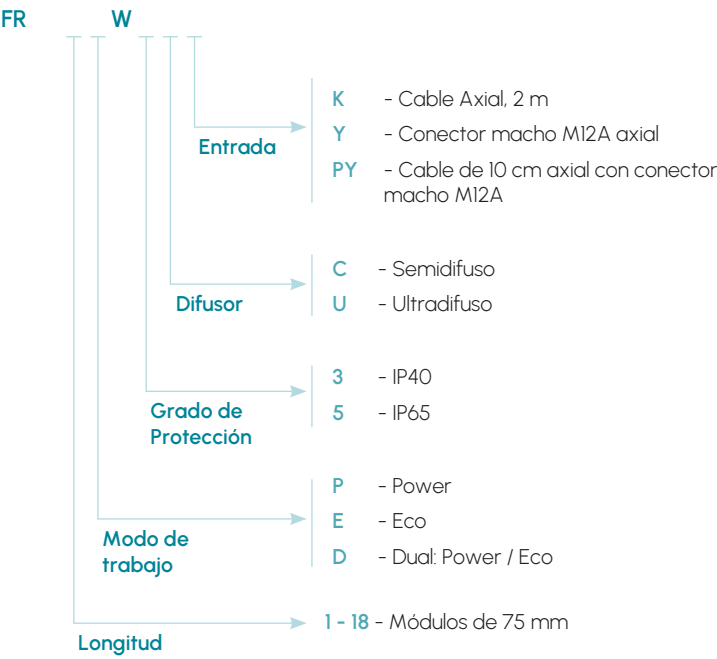 FR W
K - Cable Axial, 2 m
Y - Conector macho M12A axial
Entrada
PY - Cable de 10 cm axial con conector
macho M12A
C - Semidifuso
Difusor
U - Ultradifuso
3 - IP40
Grado de
Protección
5 - IP65
P - Power
E - Eco
Modo de
trabajo
D - Dual: Power / Eco
1 - 18 - Módulos de 75 mm
Longitud